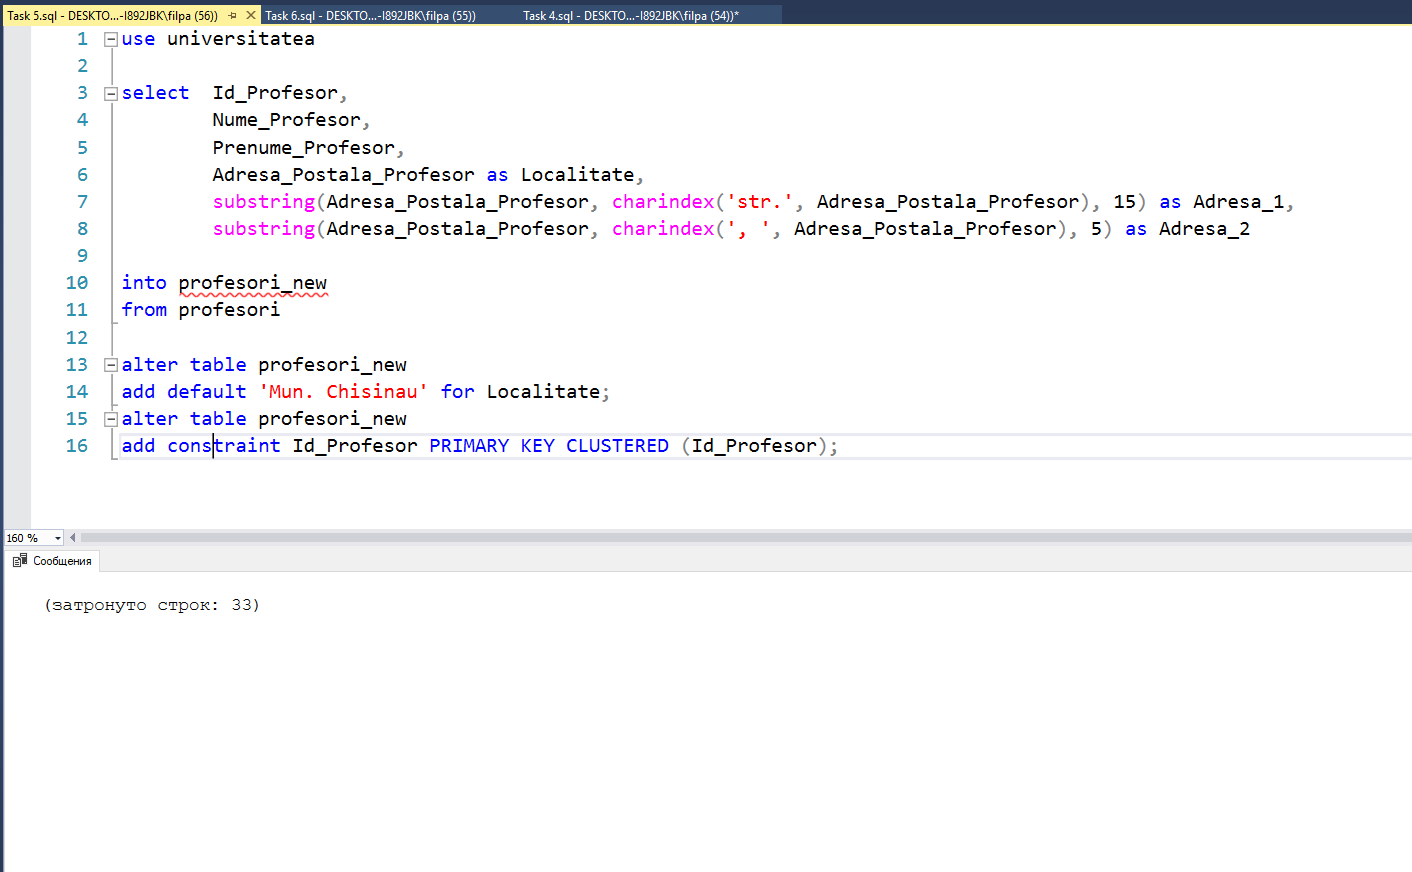 Task 5.sql - DESKTO...-I892JBK\filpa (56))
Task 6.sql - DESKTO...-I892JBK\filpa (55))
Task 4.sql - DESKTO...-I892JBK\filpa (54))*
1 use universitatea
2
3 select Id_Profesor,
4 Nume_Profesor,
5 Prenume_Profesor,
6 Adresa_Postala_Profesor as Localitate,
7 substring(Adresa_Postala_Profesor, charindex('str.', Adresa_Postala_Profesor), 15) as Adresa_1,
8 substring(Adresa_Postala_Profesor, charindex(', ', Adresa_Postala_Profesor), 5) as Adresa_2
9
10 into profesori_new
11 from profesori
12
13 alter table profesori_new
14 add default 'Mun. Chisinau' for Localitate;
15 alter table profesori_new
16 add constraint Id_Profesor PRIMARY KEY CLUSTERED (Id_Profesor);
160 %
Сообщения
(затронуто строк: 33)